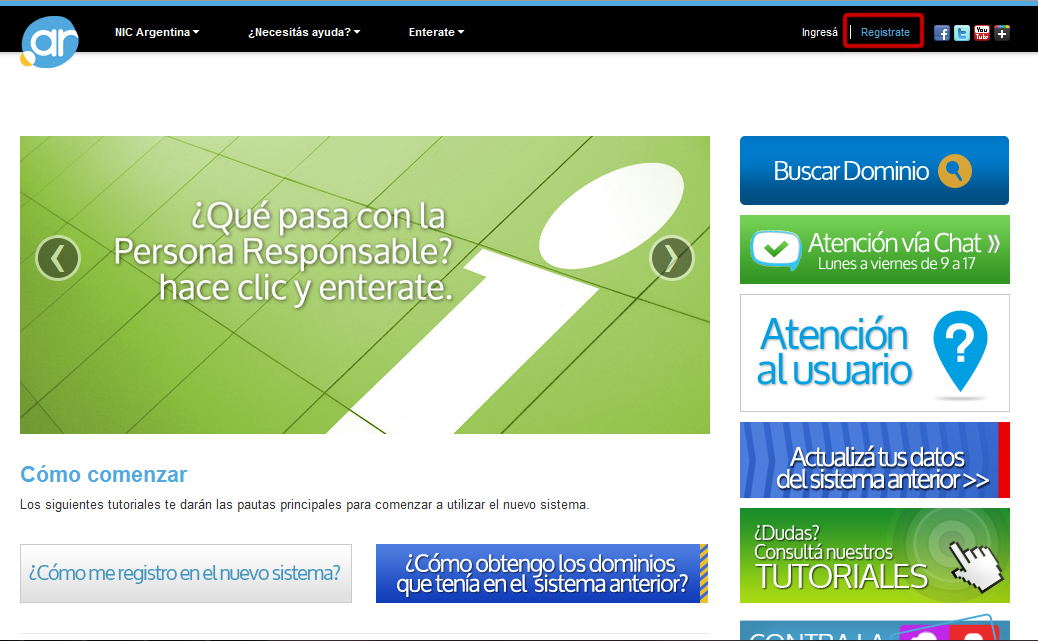 .ar
NIC Argentina
¿Necesitás ayuda?
Enterate
Ingresá
Registrate
f
t
You
Tube
+
¿Qué pasa con la
Persona Responsable?
hace clic y enterate.
Buscar Dominio
Atención vía Chat »
Lunes a viernes de 9 a 17
Atención
al usuario
?
Actualizá tus datos
del sistema anterior >>
Cómo comenzar
Los siguientes tutoriales te darán las pautas principales para comenzar a utilizar el nuevo sistema.
¿Cómo me registro en el nuevo sistema?
¿Cómo obtengo los dominios
que tenía en el sistema anterior?
¿Dudas?
Consultá nuestros
TUTORIALES
CONTRA LA